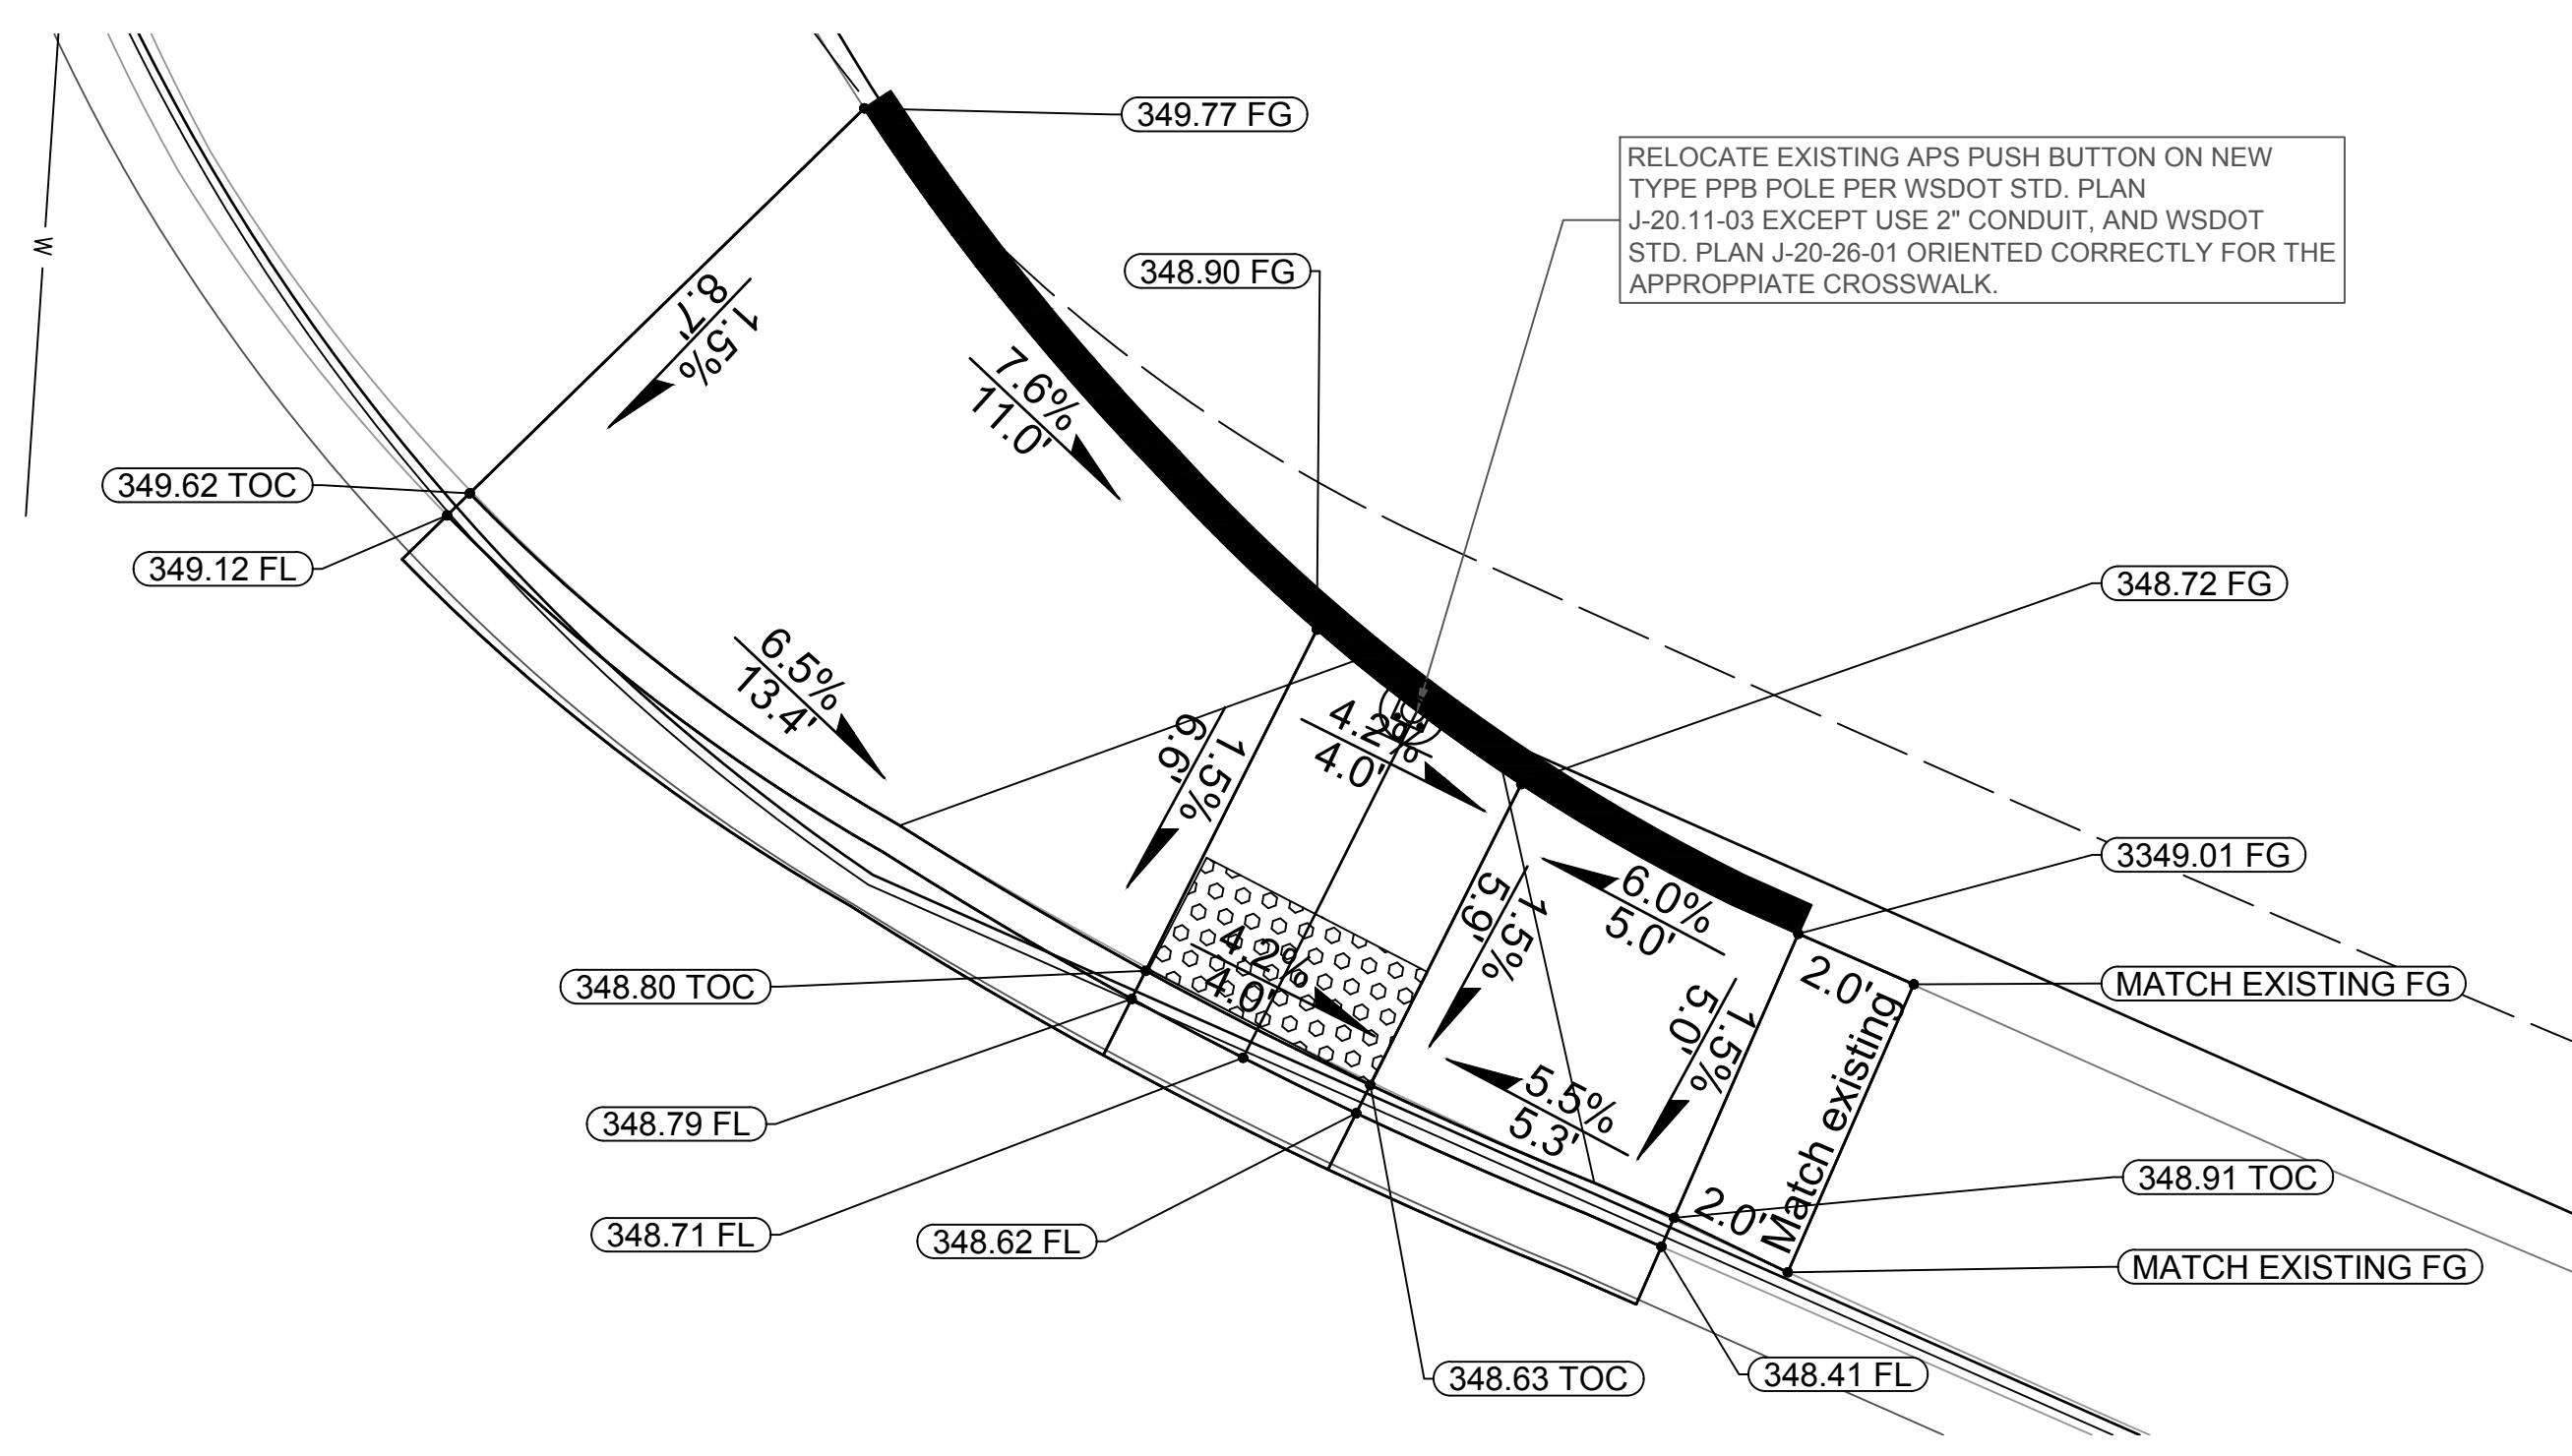 349.77 FG
RELOCATE EXISTING APS PUSH BUTTON ON NEW
TYPE PPB POLE PER WSDOT STD. PLAN
J-20.11-03 EXCEPT USE 2" CONDUIT, AND WSDOT
STD. PLAN J-20-26-01 ORIENTED CORRECTLY FOR THE
APPROPPIATE CROSSWALK.
W
348.90 FG
8.7'
1.5%
7.6%
11.0'
349.62 TOC
349.12 FL
348.72 FG
6.5%
13.4'
6.6'
1.5%
4.2%
4.0'
3349.01 FG
6.0%
5.0'
5.9'
1.5%
4.2%
4.0'
348.80 TOC
2.0'
MATCH EXISTING FG
5.0'
1.5%
Match existing
348.79 FL
5.5%
5.3'
348.91 TOC
2.0'
348.71 FL
348.62 FL
MATCH EXISTING FG
348.63 TOC
348.41 FL